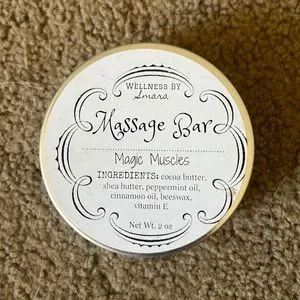 WELLNESS BY
Smara
Massage Bar
Magic Muscles
INGREDIENTS: cocoa butter,
shea butter, peppermint oil,
cinnamon oil, beeswax,
vitamin E
Net Wt. 2 oz